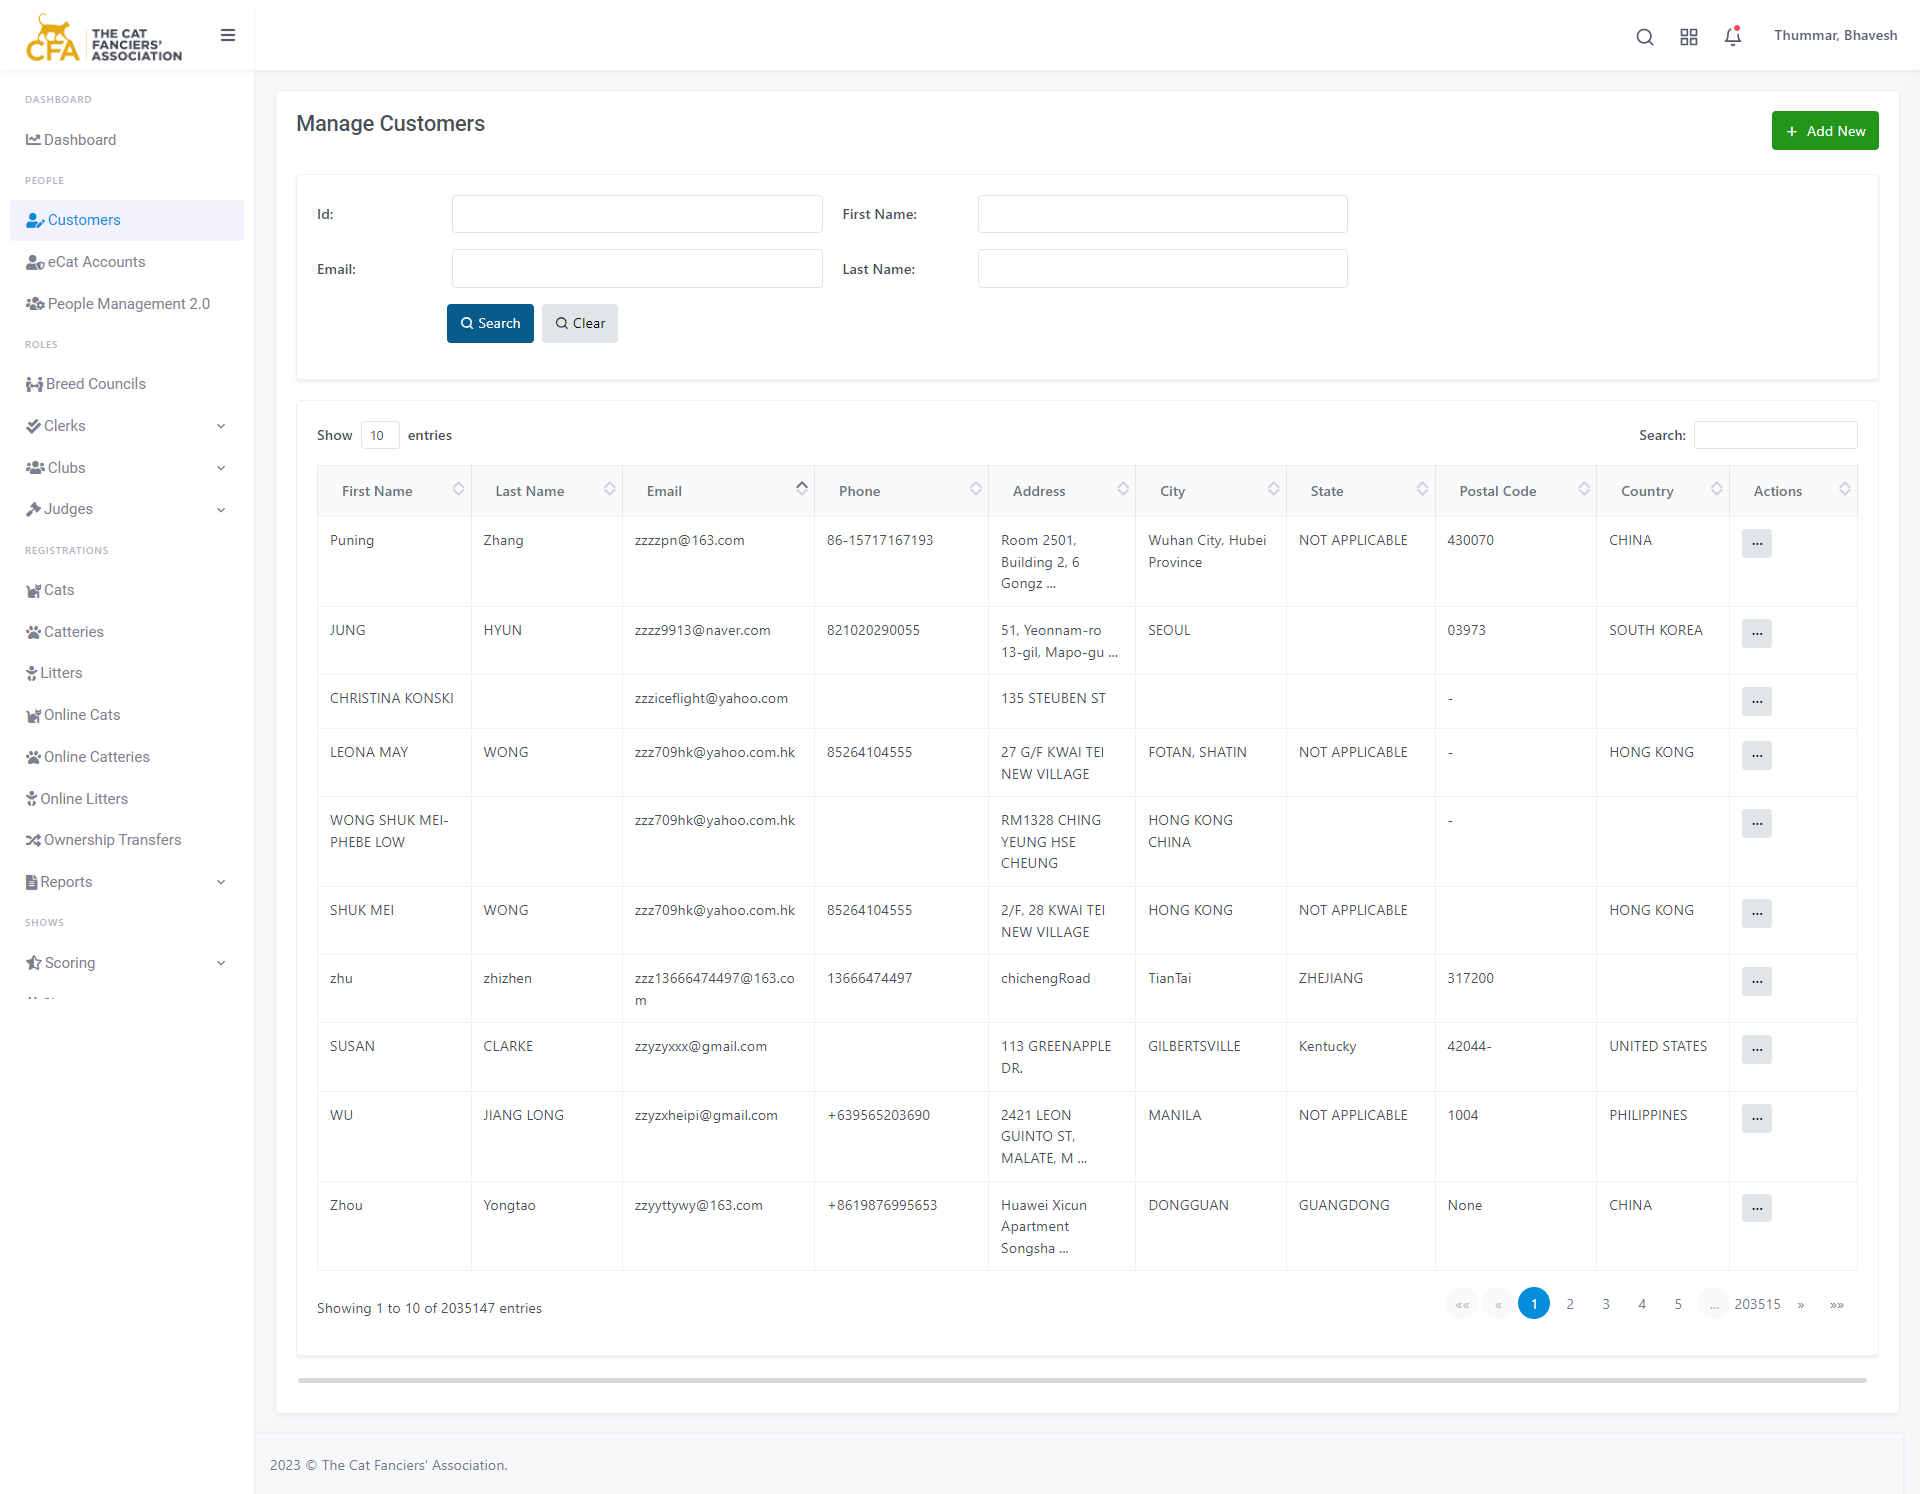 CFA THE CAT FANCIERS' ASSOCIATION
Thummar, Bhavesh
DASHBOARD
Dashboard
PEOPLE
Customers
eCat Accounts
People Management 2.0
ROLES
Breed Councils
Clerks
Clubs
Judges
REGISTRATIONS
Cats
Catteries
Litters
Online Cats
Online Catteries
Online Litters
Ownership Transfers
Reports
SHOWS
Scoring
Manage Customers
+ Add New
Id:
First Name:
Email:
Last Name:
Search
Clear
Show 10 entries
Search:
First Name Last Name Email Phone Address City State Postal Code Country Actions
Puning Zhang zzzzpn@163.com 86-15717167193 Room 2501, Building 2, 6 Gongz ... Wuhan City, Hubei Province NOT APPLICABLE 430070 CHINA ...
JUNG HYUN zzzz9913@naver.com 821020290055 51, Yeonnam-ro 13-gil, Mapo-gu ... SEOUL 03973 SOUTH KOREA ...
CHRISTINA KONSKI zzziceflight@yahoo.com 135 STEUBEN ST - ...
LEONA MAY WONG zzz709hk@yahoo.com.hk 85264104555 27 G/F KWAI TEI NEW VILLAGE FOTAN, SHATIN NOT APPLICABLE - HONG KONG ...
WONG SHUK MEI-PHEBE LOW zzz709hk@yahoo.com.hk RM1328 CHING YEUNG HSE CHEUNG HONG KONG CHINA - ...
SHUK MEI WONG zzz709hk@yahoo.com.hk 85264104555 2/F, 28 KWAI TEI NEW VILLAGE HONG KONG NOT APPLICABLE HONG KONG ...
zhu zhizhen zzz13666474497@163.com 13666474497 chichengRoad TianTai ZHEJIANG 317200 ...
SUSAN CLARKE zzyzyxxx@gmail.com 113 GREENAPPLE DR. GILBERTSVILLE Kentucky 42044- UNITED STATES ...
WU JIANG LONG zzyzxheipi@gmail.com +639565203690 2421 LEON GUINTO ST, MALATE, M ... MANILA NOT APPLICABLE 1004 PHILIPPINES ...
Zhou Yongtao zzyyttywy@163.com +8619876995653 Huawei Xicun Apartment Songsha ... DONGGUAN GUANGDONG None CHINA ...
Showing 1 to 10 of 2035147 entries
«« « 1 2 3 4 5 ... 203515 » »»
2023 © The Cat Fanciers' Association.